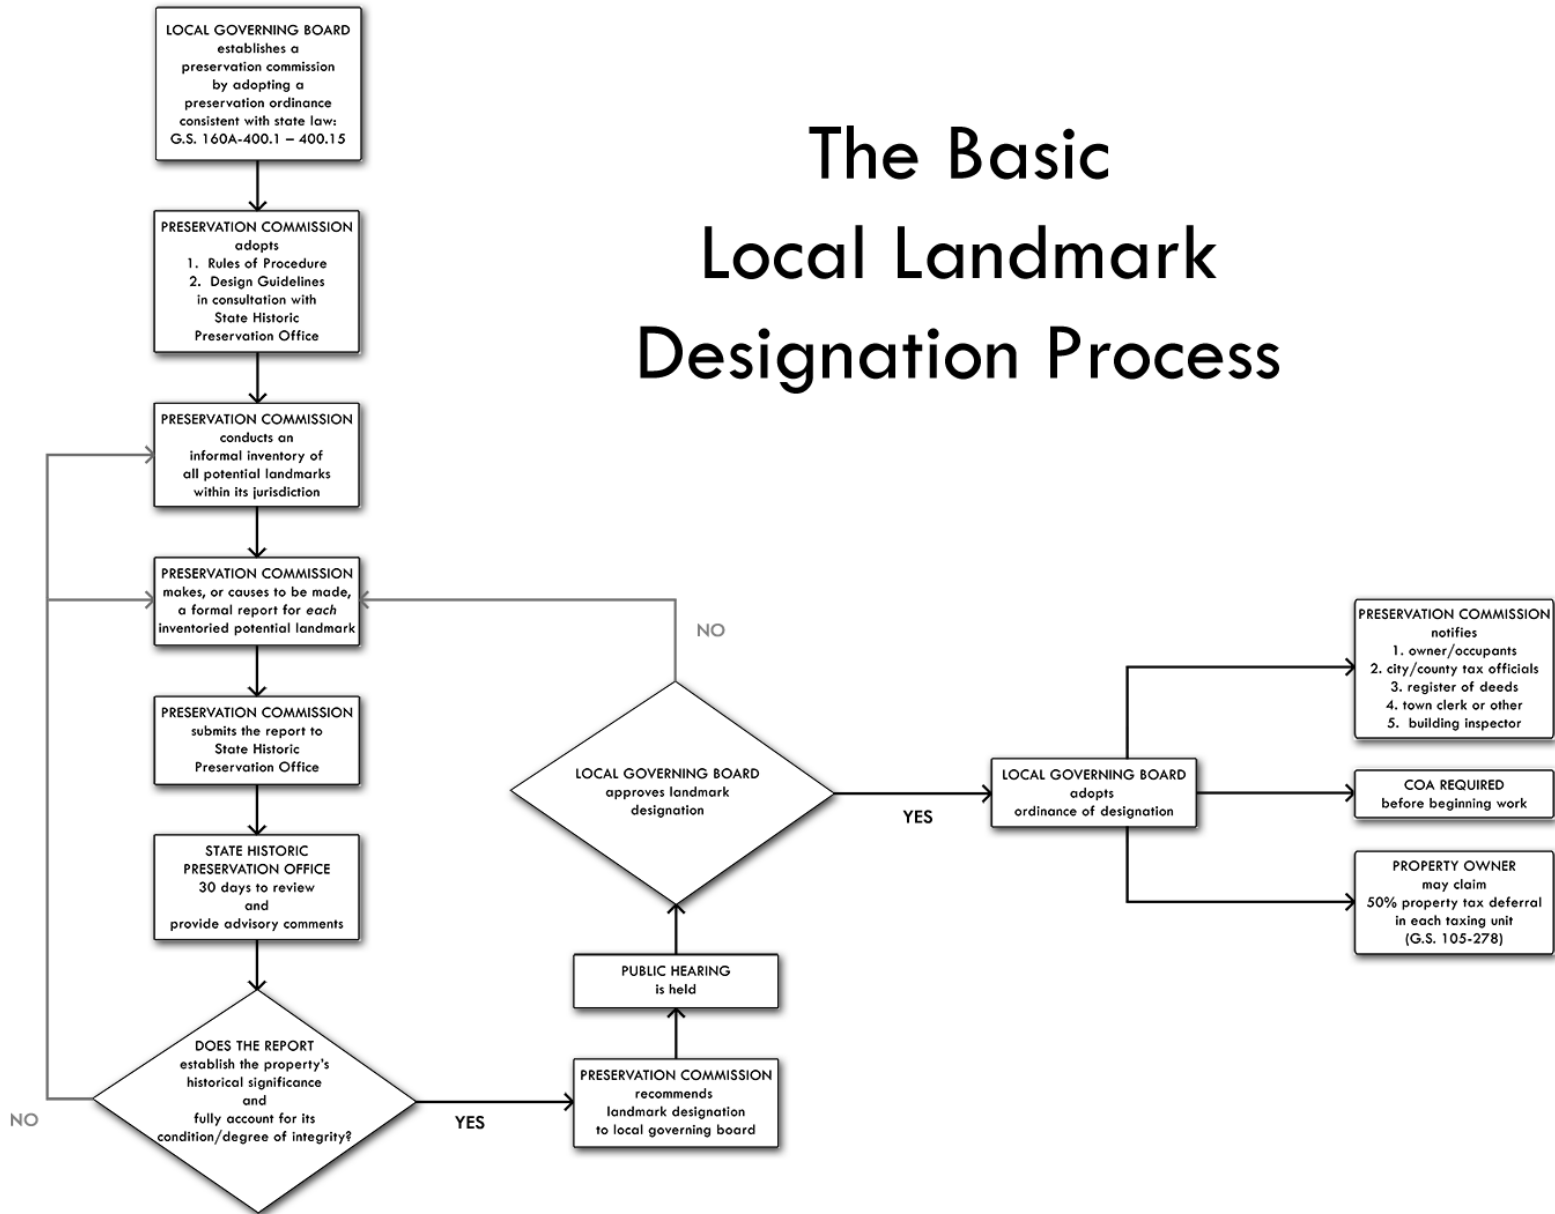 The Basic
Local Landmark
Designation Process
LOCAL GOVERNING BOARD
establishes a
preservation commission
by adopting a
preservation ordinance
consistent with state law:
G.S. 160A-400.1 – 400.15
PRESERVATION COMMISSION
adopts
1. Rules of Procedure
2. Design Guidelines
in consultation with
State Historic
Preservation Office
PRESERVATION COMMISSION
conducts an
informal inventory of
all potential landmarks
within its jurisdiction
PRESERVATION COMMISSION
makes, or causes to be made,
a formal report for each
inventoried potential landmark
PRESERVATION COMMISSION
submits the report to
State Historic
Preservation Office
STATE HISTORIC
PRESERVATION OFFICE
30 days to review
and
provide advisory comments
DOES THE REPORT
establish the property's
historical significance
and
fully account for its
condition/degree of integrity?
NO
YES
PRESERVATION COMMISSION
recommends
landmark designation
to local governing board
PUBLIC HEARING
is held
LOCAL GOVERNING BOARD
approves landmark
designation
NO
YES
LOCAL GOVERNING BOARD
adopts
ordinance of designation
PRESERVATION COMMISSION
notifies
1. owner/occupants
2. city/county tax officials
3. register of deeds
4. town clerk or other
5. building inspector
COA REQUIRED
before beginning work
PROPERTY OWNER
may claim
50% property tax deferral
in each taxing unit
(G.S. 105-278)